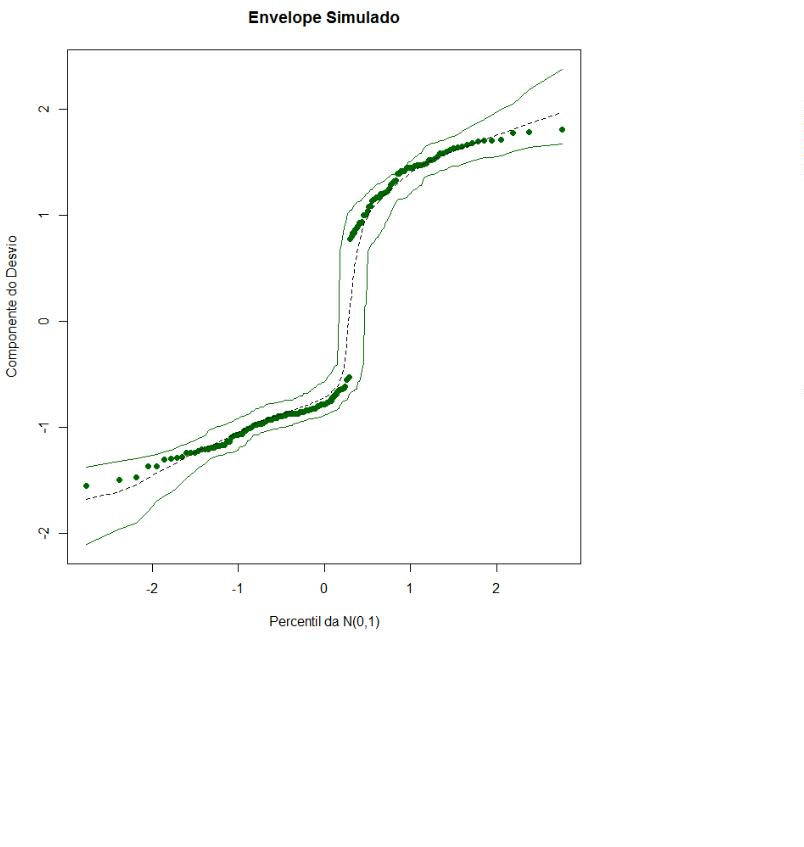 Envelope Simulado
Componente do Desvio
2
1
0
-1
-2
-2 -1 0 1 2
Percentil da N(0,1)